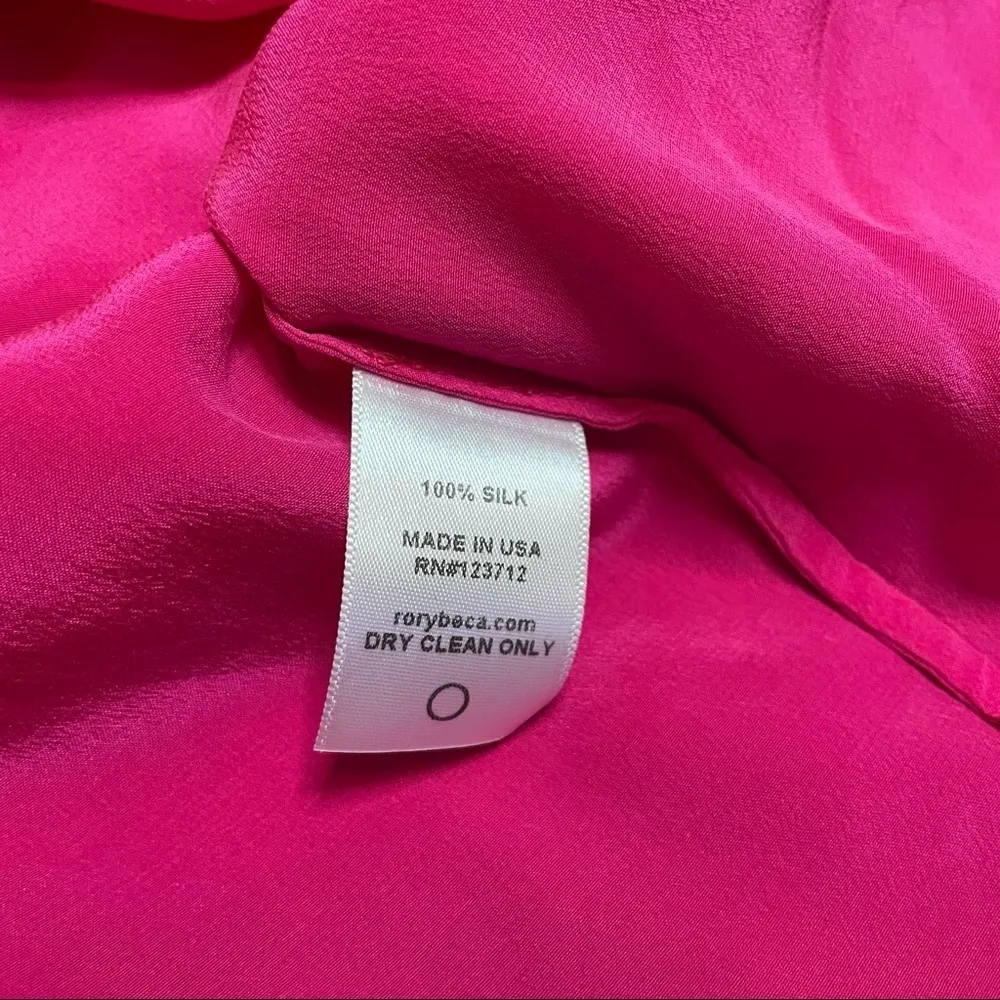 100% SILK
MADE IN USA
RN#123712
rorybeca.com
DRY CLEAN ONLY